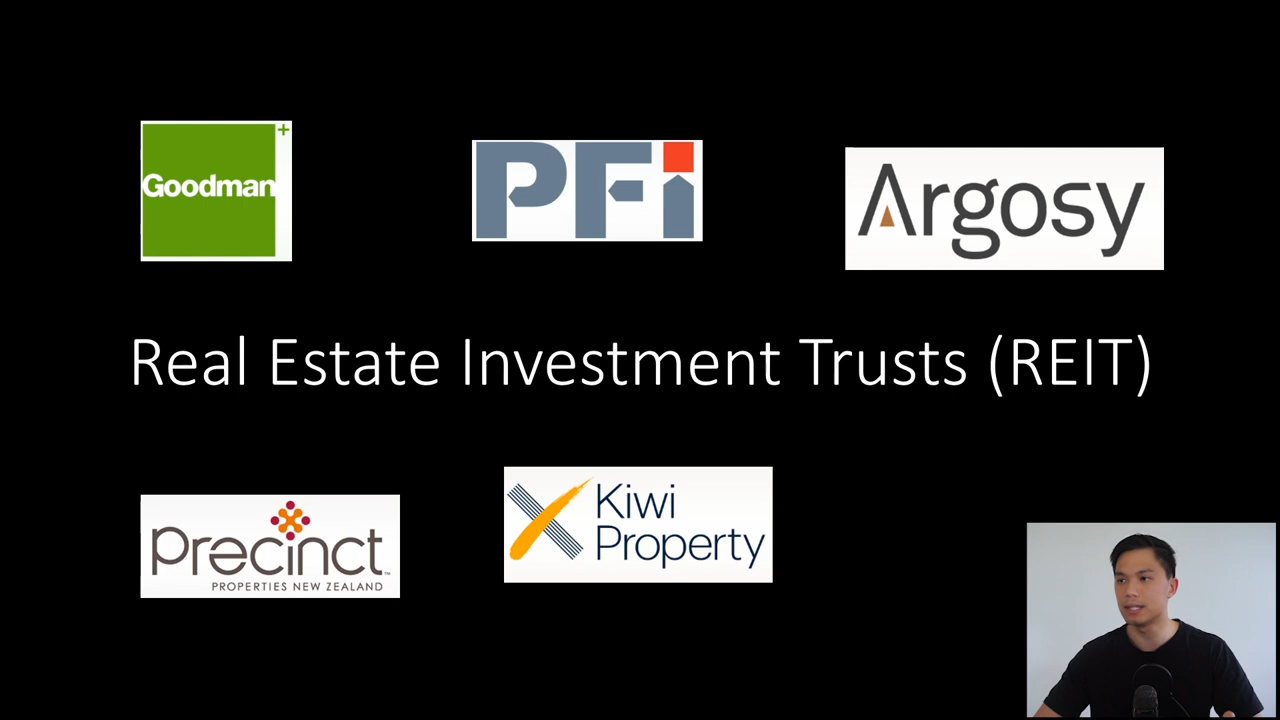 Goodman
PFi
Argosy
Real Estate Investment Trusts (REIT)
Precinct
PROPERTIES NEW ZEALAND
Kiwi
Property